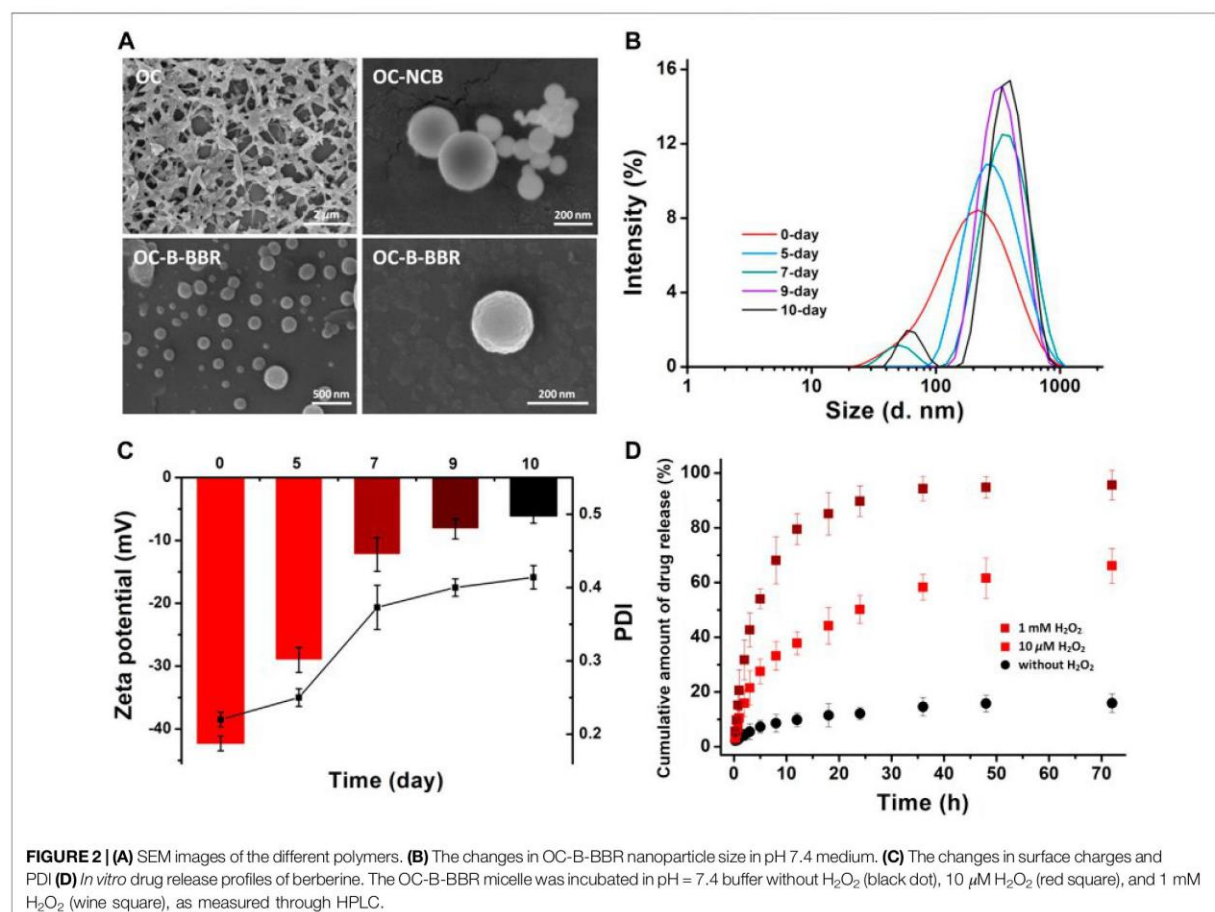 A
OC
2 µm
OC-NCB
200 nm
OC-B-BBR
500 nm
OC-B-BBR
200 nm
B
Intensity (%)
16
12
8
4
0
0-day
5-day
7-day
9-day
10-day
1 10 100 1000
Size (d. nm)
C
0 5 7 9 10
Zeta potential (mV)
0
-10
-20
-30
-40
0.5
0.4
0.3
0.2
PDI
Time (day)
D
Cumulative amount of drug release (%)
100
80
60
40
20
0
1 mM H₂O₂
10 µM H₂O₂
without H₂O₂
0 10 20 30 40 50 60 70
Time (h)
FIGURE 2 | (A) SEM images of the different polymers. (B) The changes in OC-B-BBR nanoparticle size in pH 7.4 medium. (C) The changes in surface charges and
PDI (D) In vitro drug release profiles of berberine. The OC-B-BBR micelle was incubated in pH = 7.4 buffer without H₂O₂ (black dot), 10 µM H₂O₂ (red square), and 1 mM
H₂O₂ (wine square), as measured through HPLC.